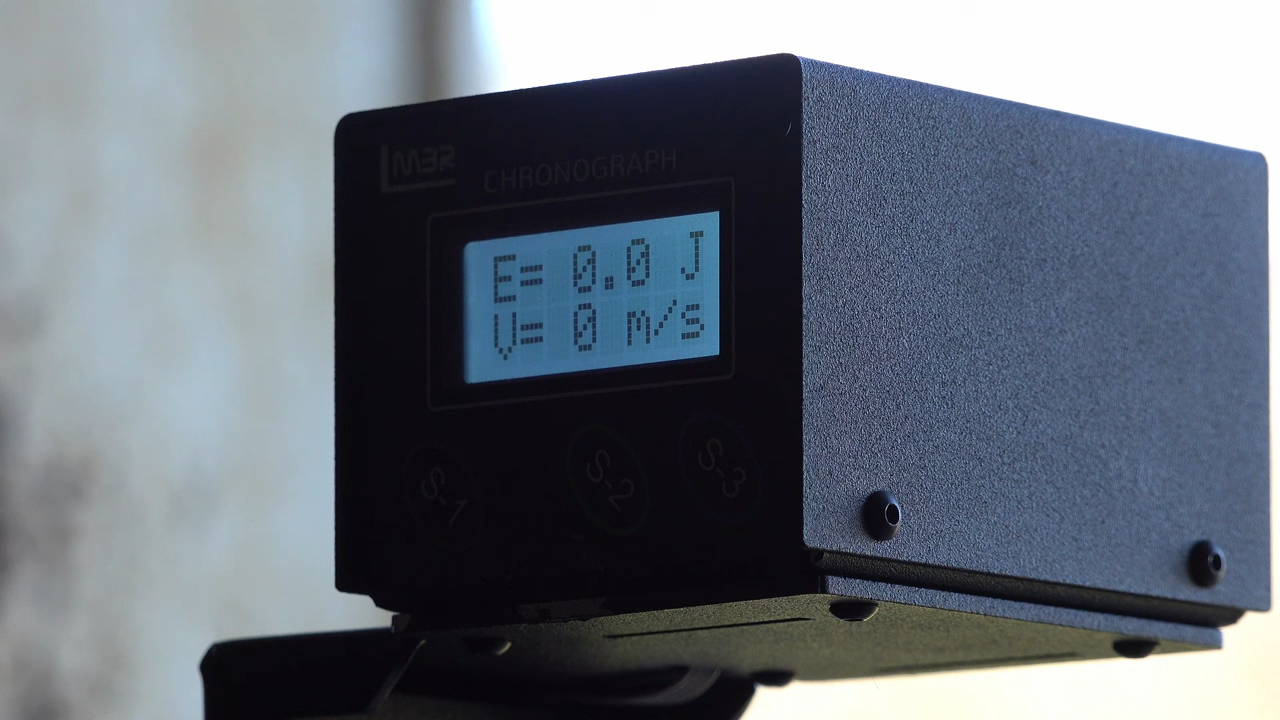 LMBR
CHRONOGRAPH
E= 0.0 J
V= 0 m/s
S-1
S-2
S-3